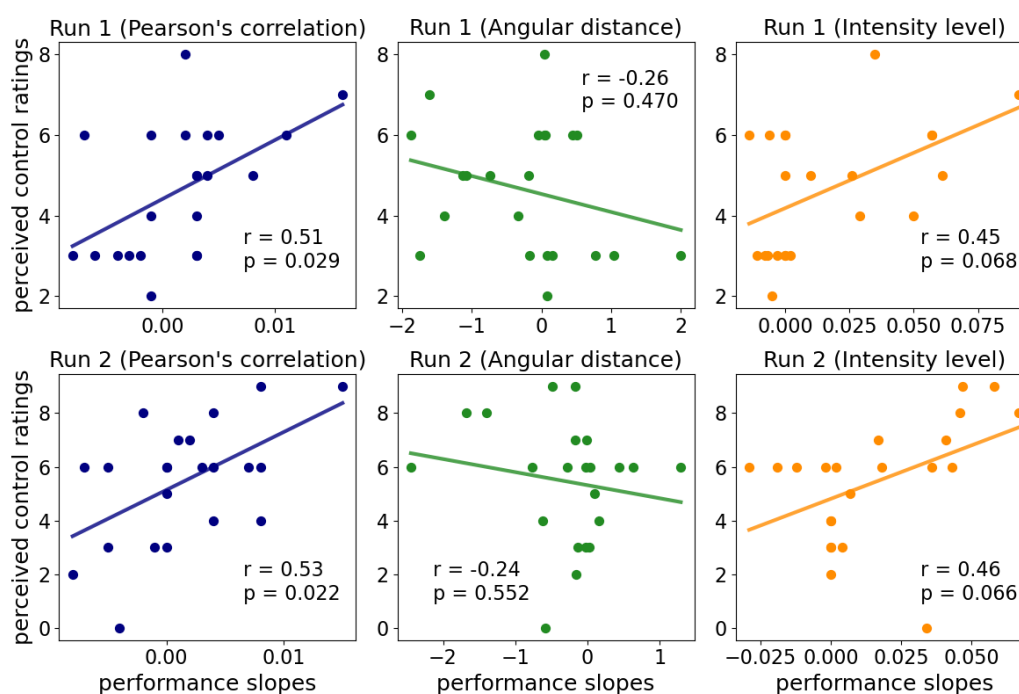 Run 1 (Pearson's correlation)
Run 1 (Angular distance)
Run 1 (Intensity level)
perceived control ratings
8
6
4
2
r = 0.51
p = 0.029
0.00
0.01
r = -0.26
p = 0.470
8
6
4
2
−2
−1
0
1
2
r = 0.45
p = 0.068
8
6
4
2
0.000
0.025
0.050
0.075
Run 2 (Pearson's correlation)
Run 2 (Angular distance)
Run 2 (Intensity level)
perceived control ratings
8
6
4
2
0
r = 0.53
p = 0.022
0.00
0.01
performance slopes
8
6
4
2
0
r = -0.24
p = 0.552
−2
−1
0
1
performance slopes
8
6
4
2
0
r = 0.46
p = 0.066
−0.025
0.000
0.025
0.050
performance slopes